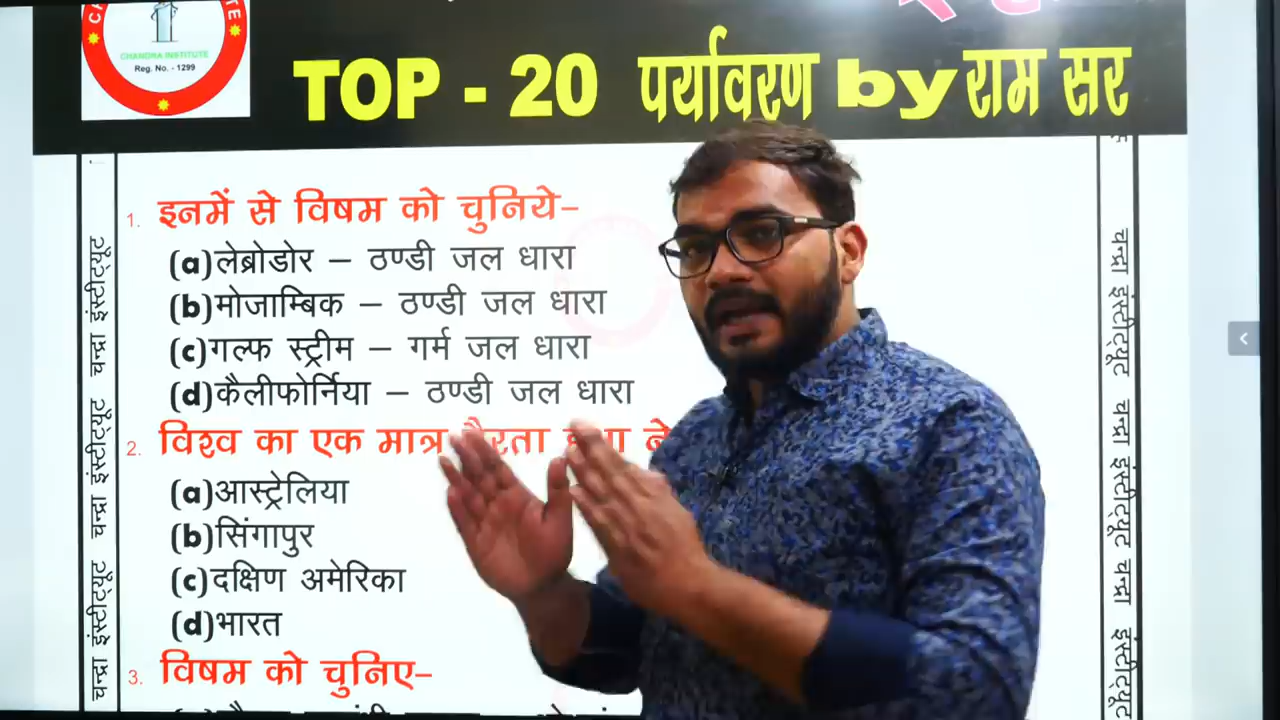 CHANDRA INSTITUTE
Reg. No. - 1299
TOP - 20 पर्यावरण by राम सर
1. इनमें से विषम को चुनिये-
(a)लेब्रोडोर – ठण्डी जल धारा
(b)मोजाम्बिक – ठण्डी जल धारा
(c)गल्फ स्ट्रीम – गर्म जल धारा
(d)कैलीफोर्निया – ठण्डी जल धारा
2. विश्व का एक मात्र
(a)आस्ट्रेलिया
(b)सिंगापुर
(c)दक्षिण अमेरिका
(d)भारत
3. विषम को चुनिए-
चन्द्रा इंस्टीट्यूट चन्द्रा इंस्टीट्यूट चन्द्रा इंस्टीट्यूट
चन्द्रा इंस्टीट्यूट चन्द्रा इंस्टीट्यूट चन्द्रा इंस्टीट्यूट